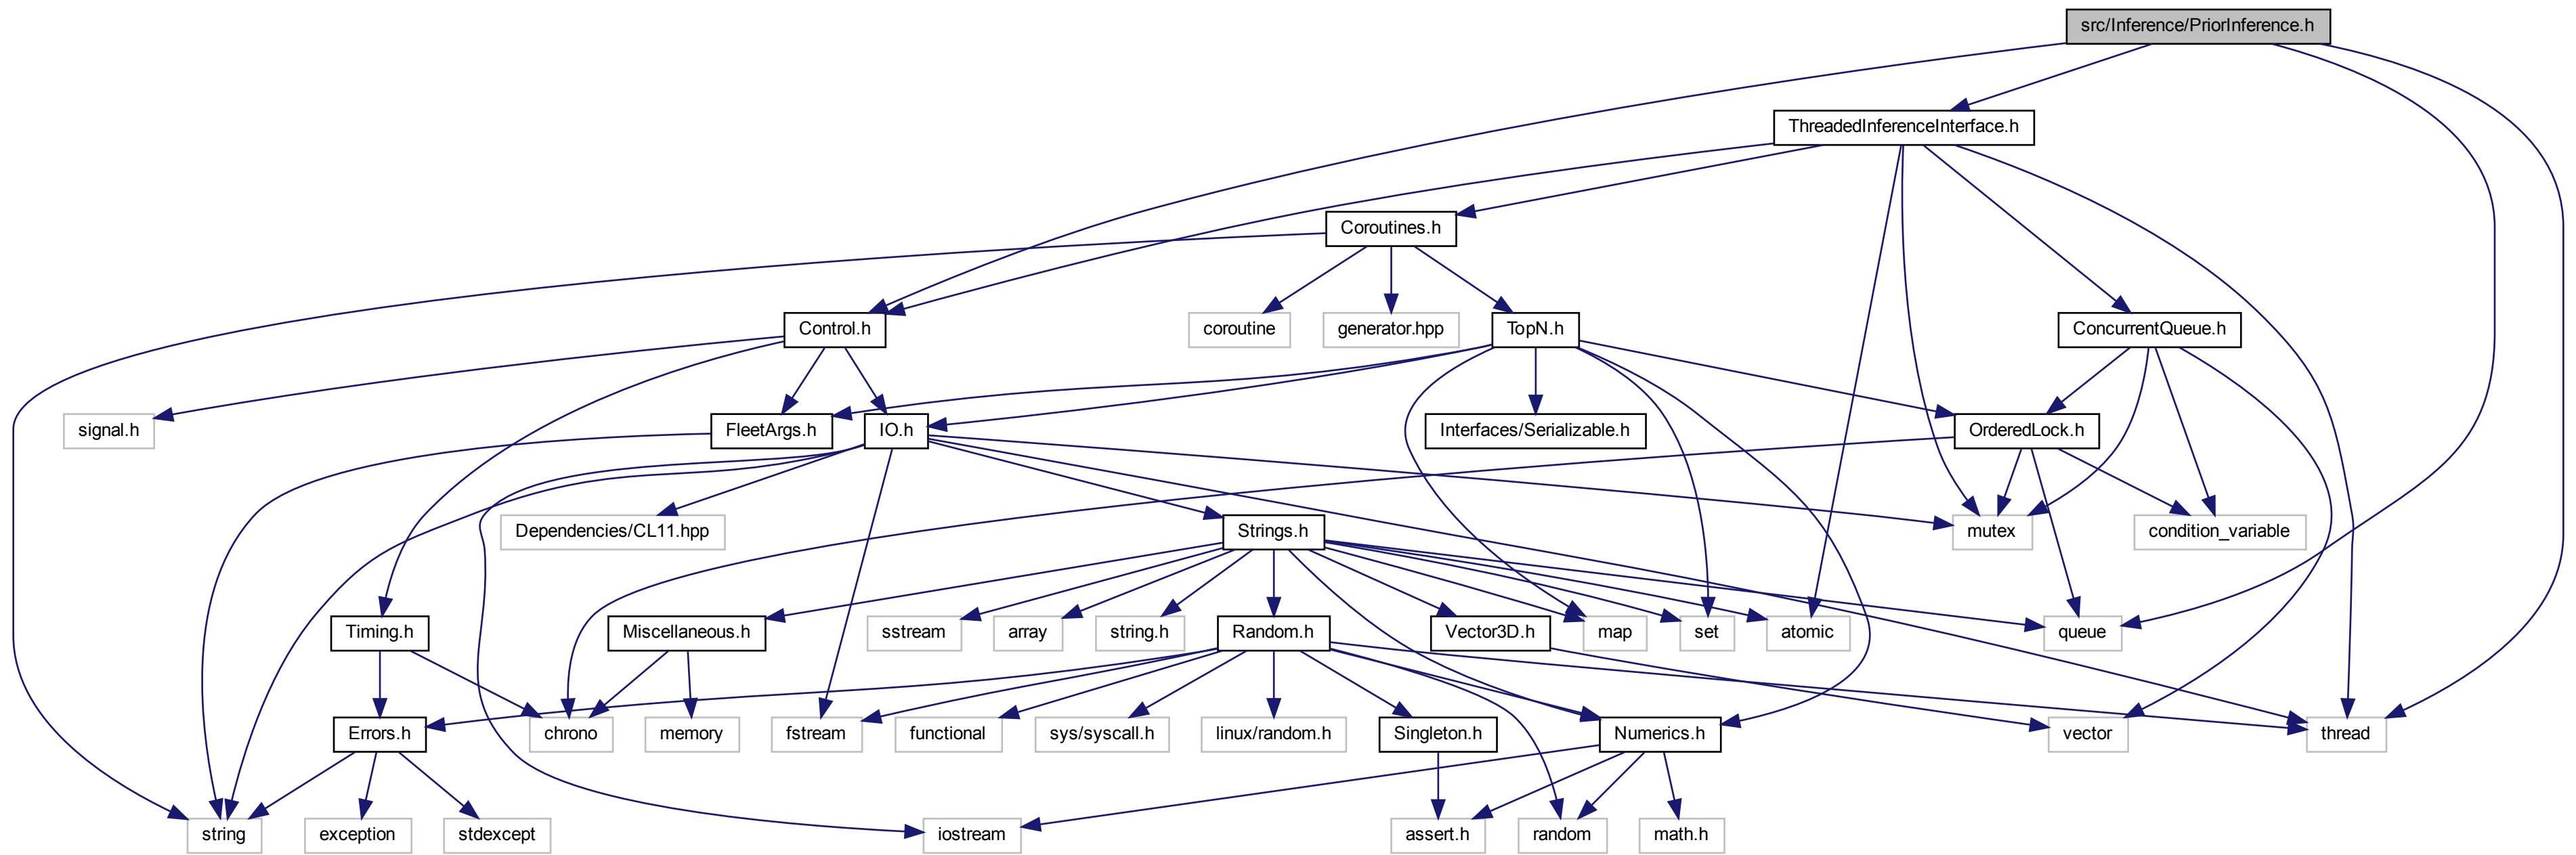 src/Inference/PriorInference.h
ThreadedInferenceInterface.h
Coroutines.h
Control.h
coroutine
generator.hpp
TopN.h
ConcurrentQueue.h
signal.h
FleetArgs.h
IO.h
Interfaces/Serializable.h
OrderedLock.h
Dependencies/CL11.hpp
Strings.h
mutex
condition_variable
Timing.h
Miscellaneous.h
sstream
array
string.h
Random.h
Vector3D.h
map
set
atomic
queue
Errors.h
chrono
memory
fstream
functional
sys/syscall.h
linux/random.h
Singleton.h
Numerics.h
vector
thread
string
exception
stdexcept
iostream
assert.h
random
math.h